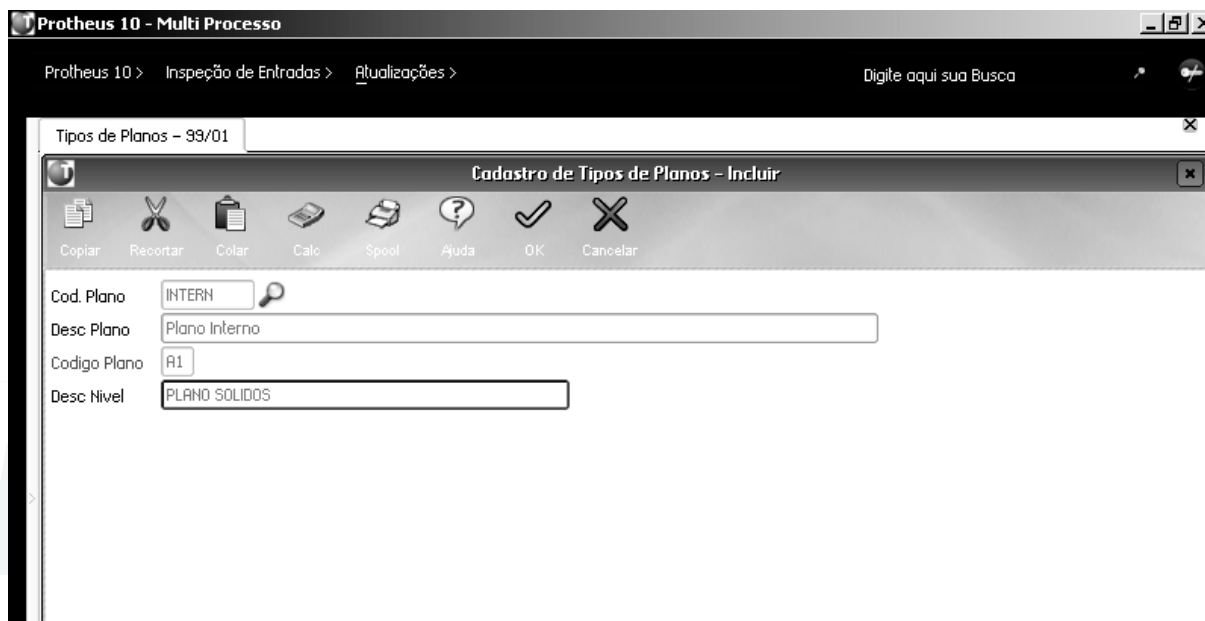 Protheus 10 - Multi Processo
Protheus 10 > Inspeção de Entradas > Atualizações > Digite aqui sua Busca
Tipos de Planos - 99/01
Cadastro de Tipos de Planos - Incluir
Copiar Recortar Colar Calc Spool Ajuda OK Cancelar
Cod. Plano INTERN
Desc Plano Plano Interno
Codigo Plano A1
Desc Nivel PLANO SOLIDOS